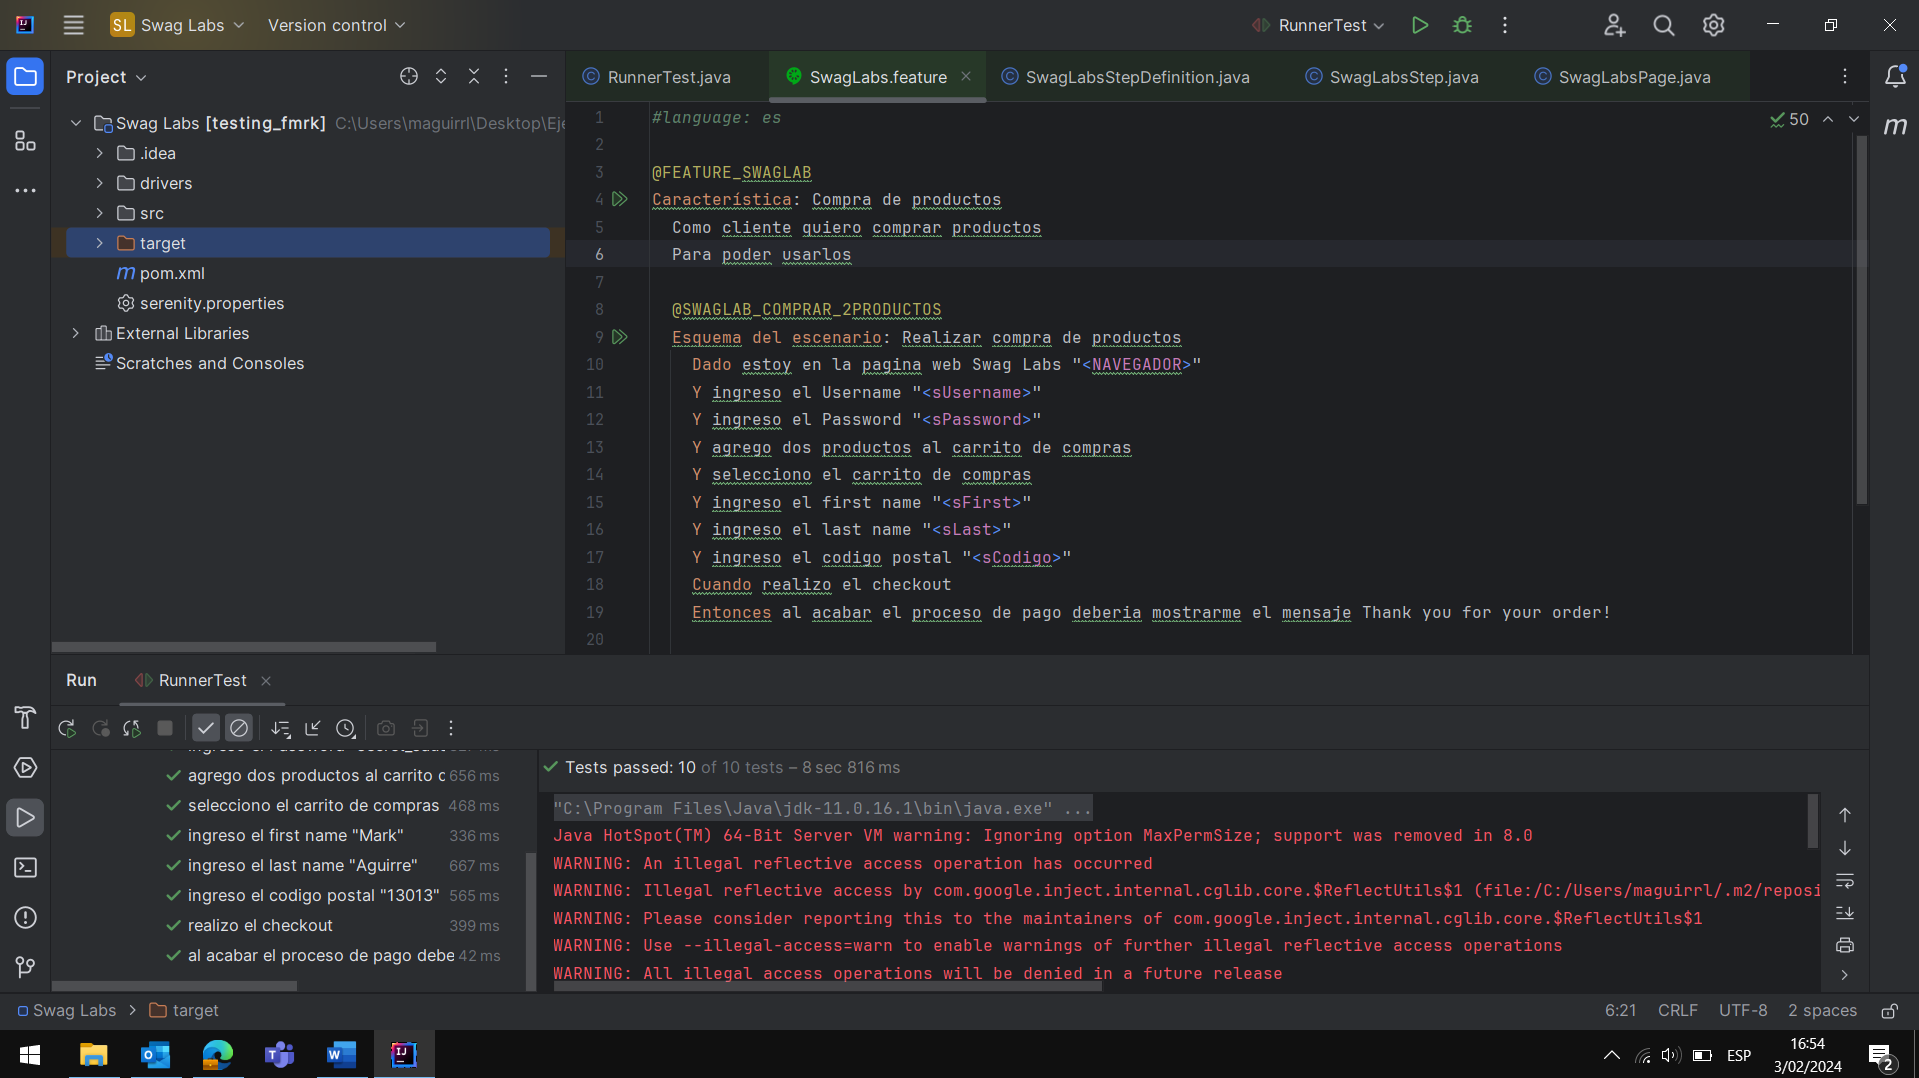 SL Swag Labs Version control RunnerTest
Project
RunnerTest.java SwagLabs.feature SwagLabsStepDefinition.java SwagLabsStep.java SwagLabsPage.java
Swag Labs [testing_fmrk] C:\Users\maguirrl\Desktop\Eje
.idea
drivers
src
target
pom.xml
serenity.properties
External Libraries
Scratches and Consoles
50
1 #language: es
2
3 @FEATURE_SWAGLAB
4 Característica: Compra de productos
5 Como cliente quiero comprar productos
6 Para poder usarlos
7
8 @SWAGLAB_COMPRAR_2PRODUCTOS
9 Esquema del escenario: Realizar compra de productos
10 Dado estoy en la pagina web Swag Labs "<NAVEGADOR>"
11 Y ingreso el Username "<sUsername>"
12 Y ingreso el Password "<sPassword>"
13 Y agrego dos productos al carrito de compras
14 Y selecciono el carrito de compras
15 Y ingreso el first name "<sFirst>"
16 Y ingreso el last name "<sLast>"
17 Y ingreso el codigo postal "<sCodigo>"
18 Cuando realizo el checkout
19 Entonces al acabar el proceso de pago deberia mostrarme el mensaje Thank you for your order!
20
Run RunnerTest
agrego dos productos al carrito c 656 ms
selecciono el carrito de compras 468 ms
ingreso el first name "Mark" 336 ms
ingreso el last name "Aguirre" 667 ms
ingreso el codigo postal "13013" 565 ms
realizo el checkout 399 ms
al acabar el proceso de pago debe 42 ms
Tests passed: 10 of 10 tests – 8 sec 816 ms
"C:\Program Files\Java\jdk-11.0.16.1\bin\java.exe" ...
Java HotSpot(TM) 64-Bit Server VM warning: Ignoring option MaxPermSize; support was removed in 8.0
WARNING: An illegal reflective access operation has occurred
WARNING: Illegal reflective access by com.google.inject.internal.cglib.core.$ReflectUtils$1 (file:/C:/Users/maguirrl/.m2/reposi
WARNING: Please consider reporting this to the maintainers of com.google.inject.internal.cglib.core.$ReflectUtils$1
WARNING: Use --illegal-access=warn to enable warnings of further illegal reflective access operations
WARNING: All illegal access operations will be denied in a future release
Swag Labs > target
6:21 CRLF UTF-8 2 spaces
ESP
16:54
3/02/2024
2